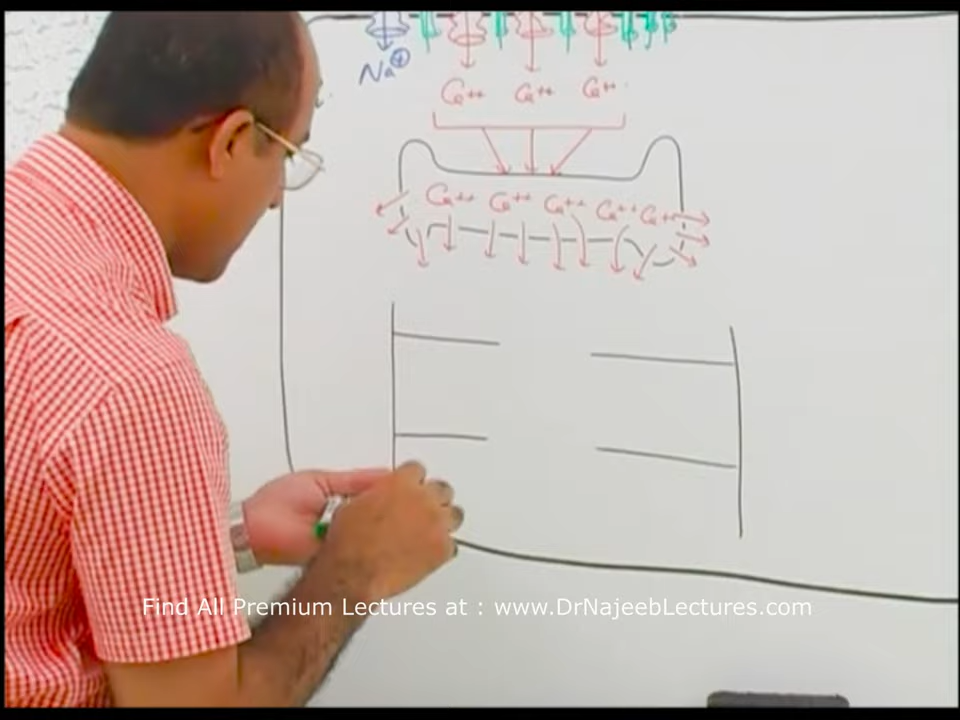 Na⊕
Ca++ Ca++ Ca++
Ca++ Ca++ Ca++ Ca++ Ca++
Find All Premium Lectures at : www.DrNajeebLectures.com